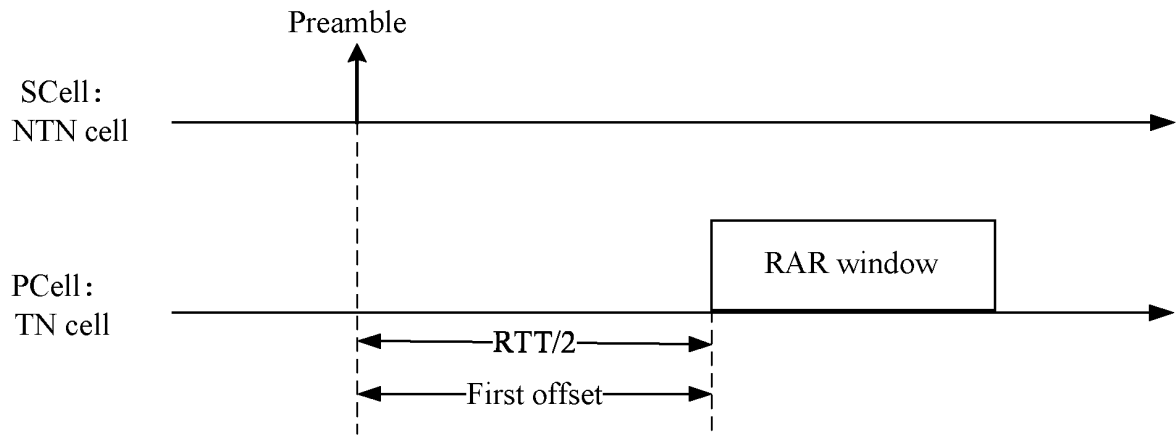 Preamble
SCell：
NTN cell
RAR window
PCell：
TN cell
RTT/2
First offset